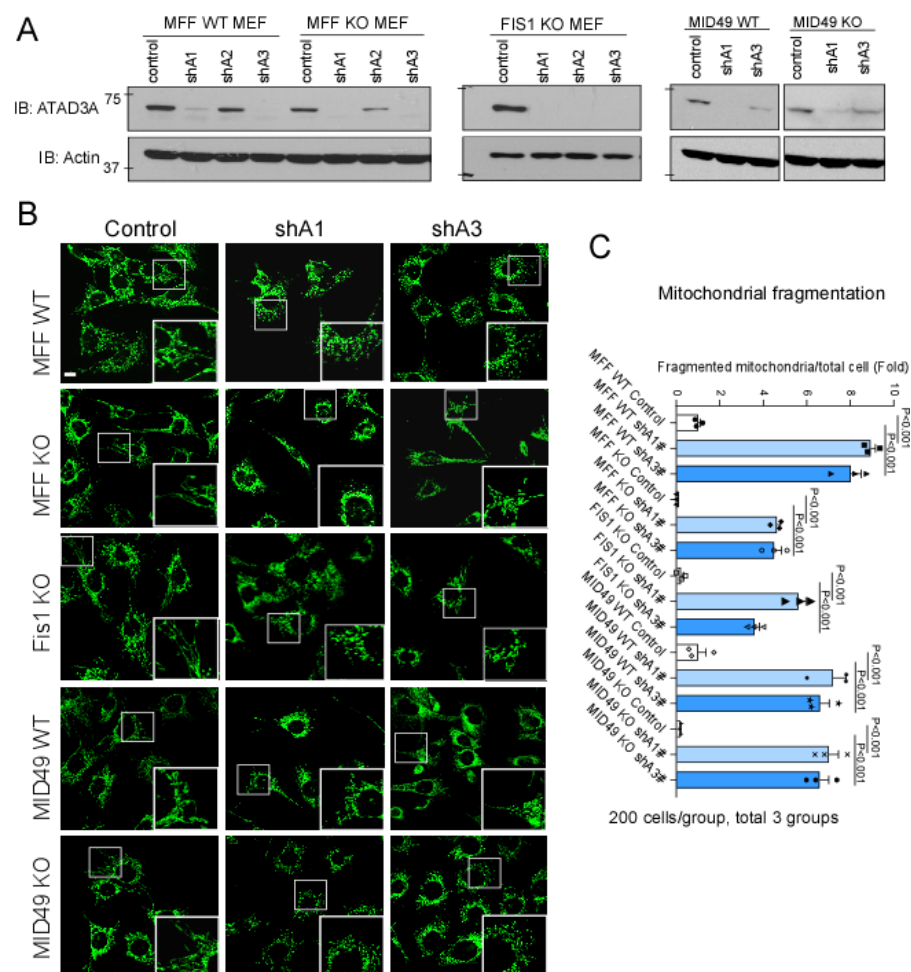 A
MFF WT MEF
MFF KO MEF
FIS1 KO MEF
MID49 WT
MID49 KO
control
shA1
shA2
shA3
control
shA1
shA2
shA3
control
shA1
shA2
shA3
control
shA1
shA3
control
shA1
shA3
75
IB: ATAD3A
IB: Actin
37
B
Control
shA1
shA3
MFF WT
MFF KO
Fis1 KO
MID49 WT
MID49 KO
C
Mitochondrial fragmentation
Fragmented mitochondria/total cell (Fold)
0
2
4
6
8
10
MFF WT Control
MFF WT shA1#
MFF WT shA3#
MFF KO Control
MFF KO shA1#
MFF KO shA3#
FIS1 KO Control
FIS1 KO shA1#
FIS1 KO shA3#
MID49 WT Control
MID49 WT shA1#
MID49 WT shA3#
MID49 KO Control
MID49 KO shA1#
MID49 KO shA3#
P<0.001
P<0.001
P<0.001
P<0.001
P<0.001
P<0.001
P<0.001
P<0.001
P<0.001
P<0.001
200 cells/group, total 3 groups